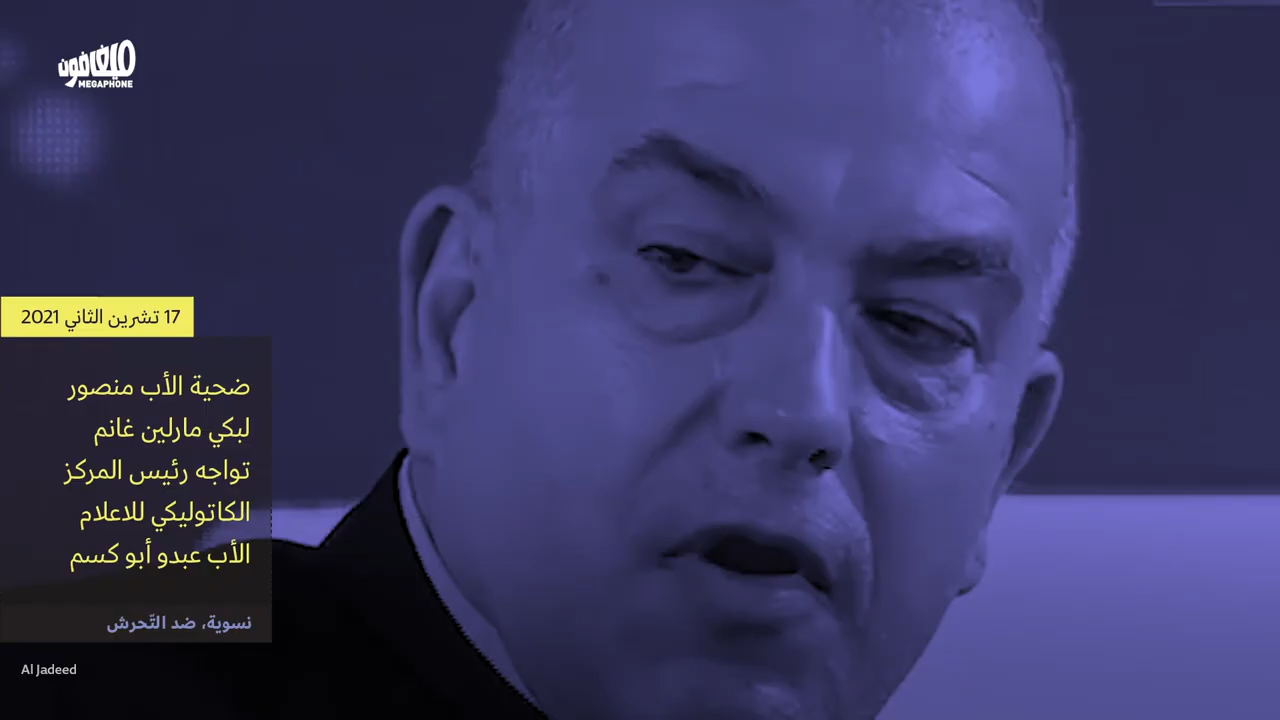 ميغافون
MEGAPHONE
17 تشرين الثاني 2021
ضحية الأب منصور
لبكي مارلين غانم
تواجه رئيس المركز
الكاتوليكي للاعلام
الأب عبدو أبو كسم
نسوية، ضد التّحرش
Al Jadeed